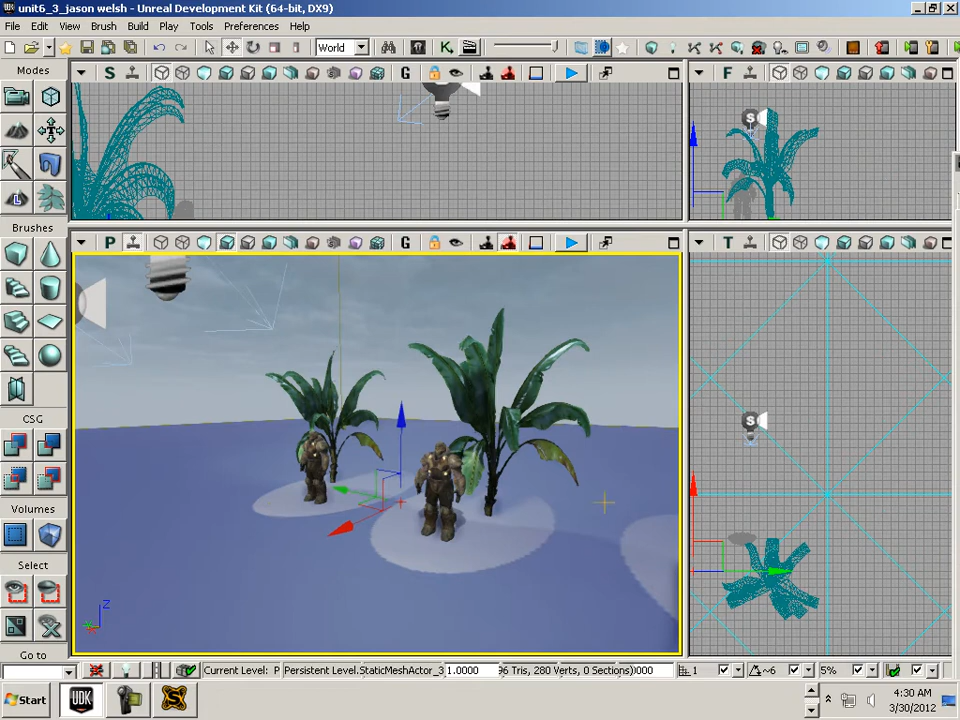 unit6_3_jason welsh - Unreal Development Kit (64-bit, DX9)
File Edit View Brush Build Play Tools Preferences Help
World
Modes
S G F
L
Brushes
P G T
CSG
Volumes
Select
Go to
S
S
Z
Current Level: P Persistent Level.StaticMeshActor_3 1.0000 96 Tris, 280 Verts, 0 Sections)0000 1 6 5%
Start UDK 4:30 AM
3/30/2012